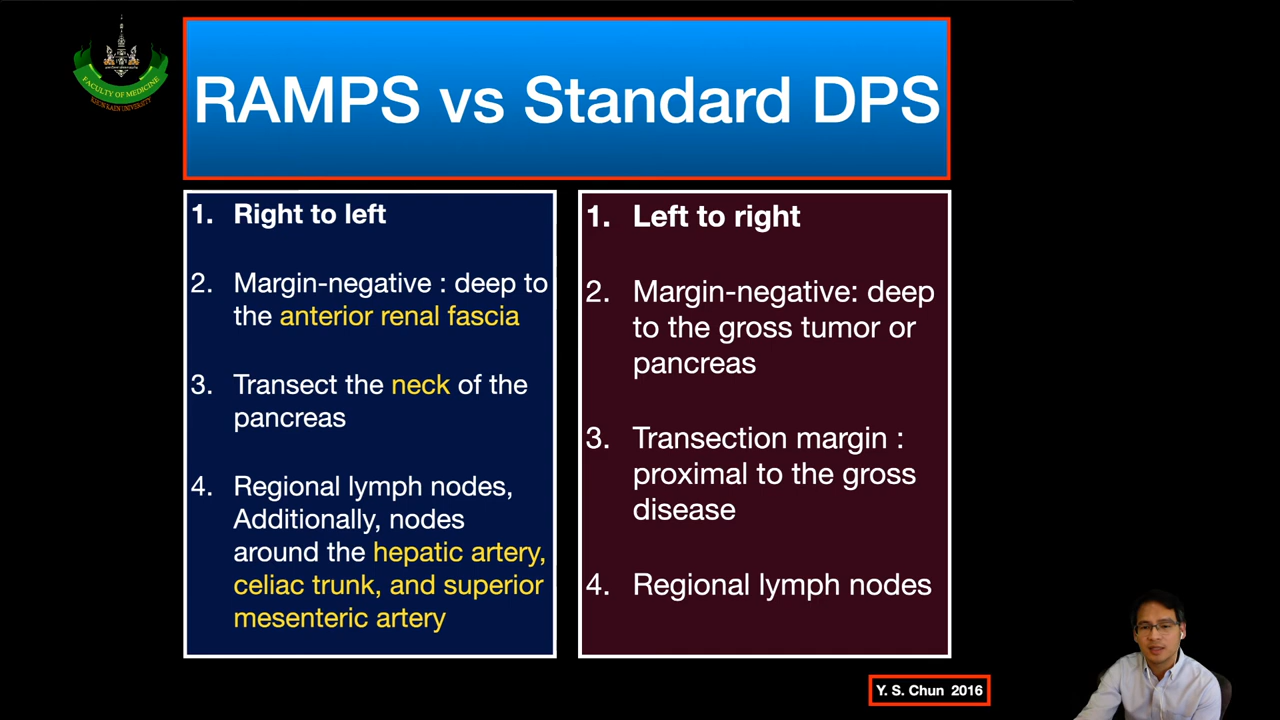 FACULTY OF MEDICINE
KHON KAEN UNIVERSITY
RAMPS vs Standard DPS
1. Right to left
2. Margin-negative : deep to
the anterior renal fascia
3. Transect the neck of the
pancreas
4. Regional lymph nodes,
Additionally, nodes
around the hepatic artery,
celiac trunk, and superior
mesenteric artery
1. Left to right
2. Margin-negative: deep
to the gross tumor or
pancreas
3. Transection margin :
proximal to the gross
disease
4. Regional lymph nodes
Y. S. Chun 2016